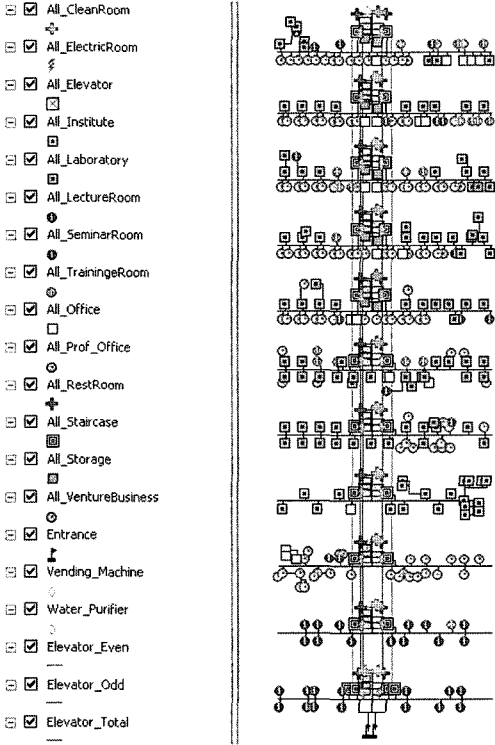 All_CleanRoom
All_ElectricRoom
All_Elevator
All_Institute
All_Laboratory
All_LectureRoom
All_SeminarRoom
All_TrainingeRoom
All_Office
All_Prof_Office
All_RestRoom
All_Staircase
All_Storage
All_VentureBusiness
Entrance
Vending_Machine
Water_Purifier
Elevator_Even
Elevator_Odd
Elevator_Total